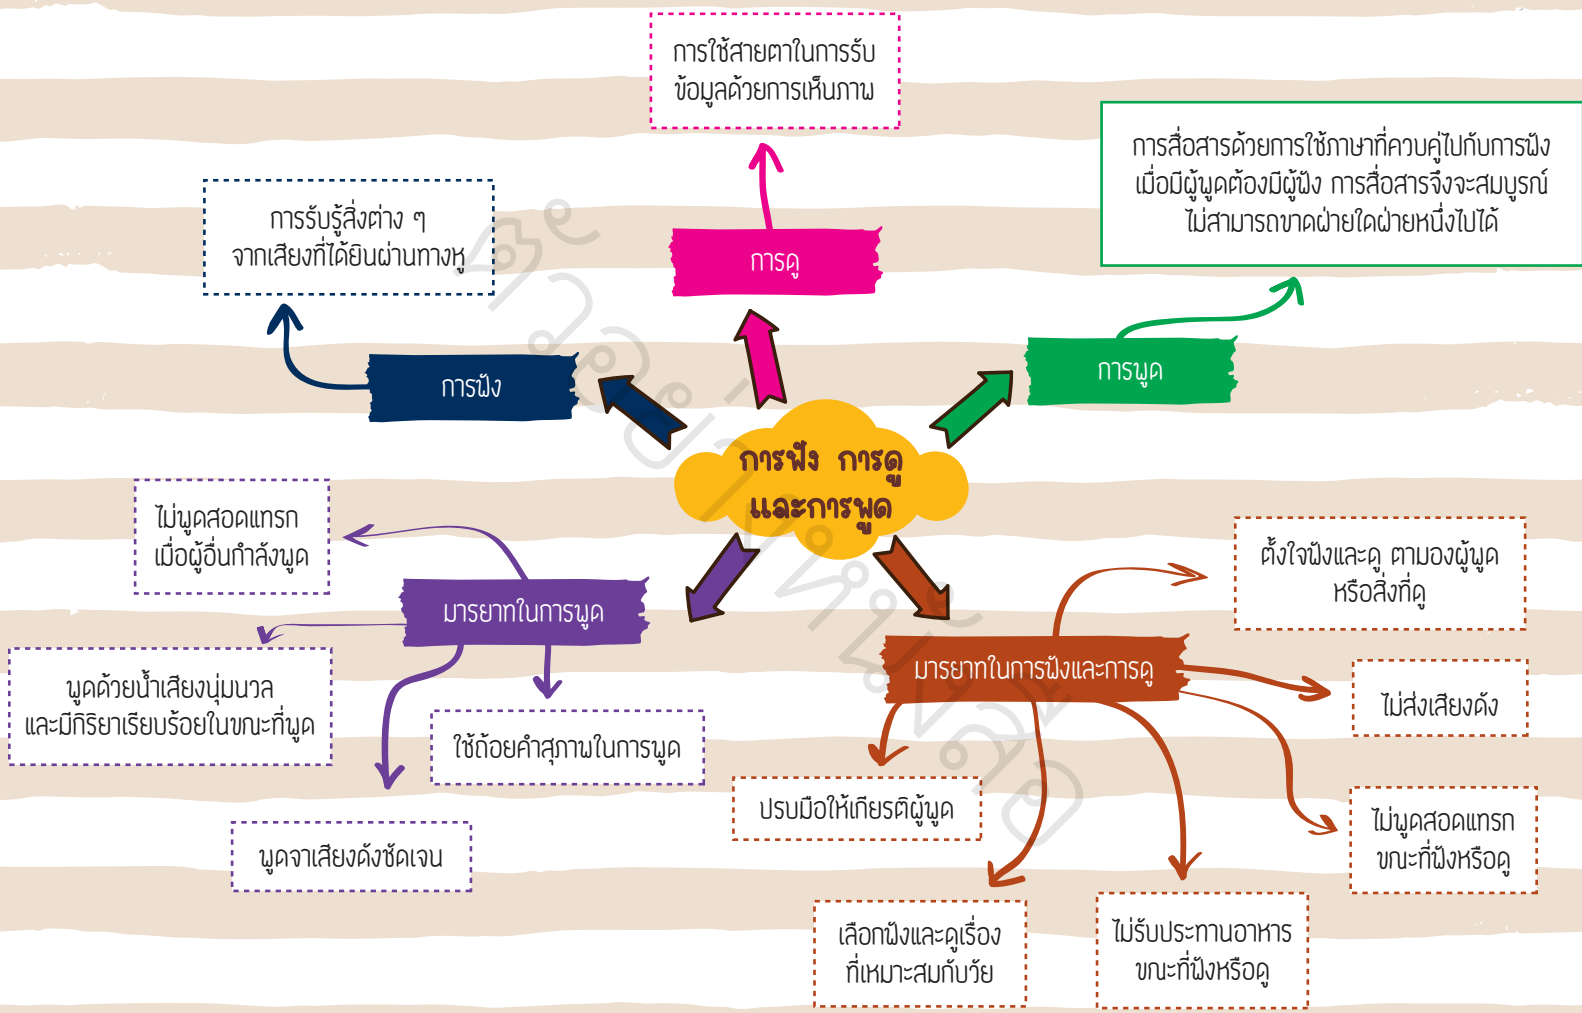 การใช้สายตาในการรับ
ข้อมูลด้วยการเห็นภาพ
การสื่อสารด้วยการใช้ภาษาที่ควบคู่ไปกับการฟัง
เมื่อมีผู้พูดต้องมีผู้ฟัง การสื่อสารจึงจะสมบูรณ์
ไม่สามารถขาดฝ่ายใดฝ่ายหนึ่งไปได้
การรับรู้สิ่งต่าง ๆ
จากเสียงที่ได้ยินผ่านทางหู
การดู
การพูด
การฟัง
การฟัง การดู
และการพูด
ไม่พูดสอดแทรก
เมื่อผู้อื่นกำลังพูด
มารยาทในการพูด
พูดด้วยน้ำเสียงนุ่มนวล
และมีกิริยาเรียบร้อยในขณะที่พูด
ใช้ถ้อยคำสุภาพในการพูด
พูดจาเสียงดังชัดเจน
ตั้งใจฟังและดู ตามองผู้พูด
หรือสิ่งที่ดู
มารยาทในการฟังและการดู
ไม่ส่งเสียงดัง
ปรบมือให้เกียรติผู้พูด
ไม่พูดสอดแทรก
ขณะที่ฟังหรือดู
เลือกฟังและดูเรื่อง
ที่เหมาะสมกับวัย
ไม่รับประทานอาหาร
ขณะที่ฟังหรือดู
ตัวอย่างหนังสือ